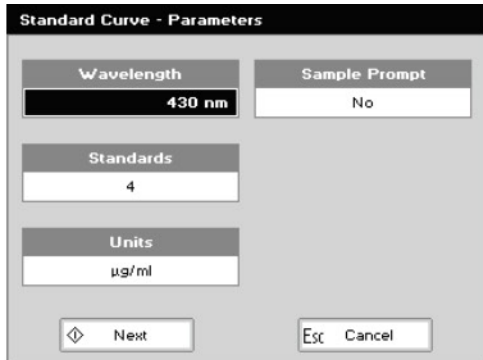 Standard Curve - Parameters
Wavelength
430 nm
Sample Prompt
No
Standards
4
Units
µg/ml
Next
Esc Cancel